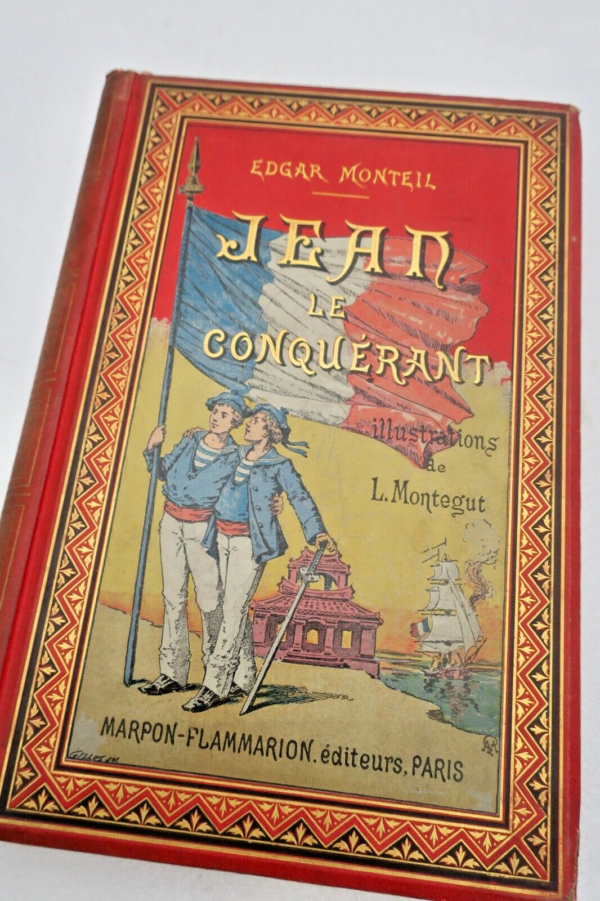 EDGAR MONTEIL
JEAN
LE
CONQUÉRANT
illustrations
de
L. Montegut
MARPON-FLAMMARION. éditeurs, PARIS